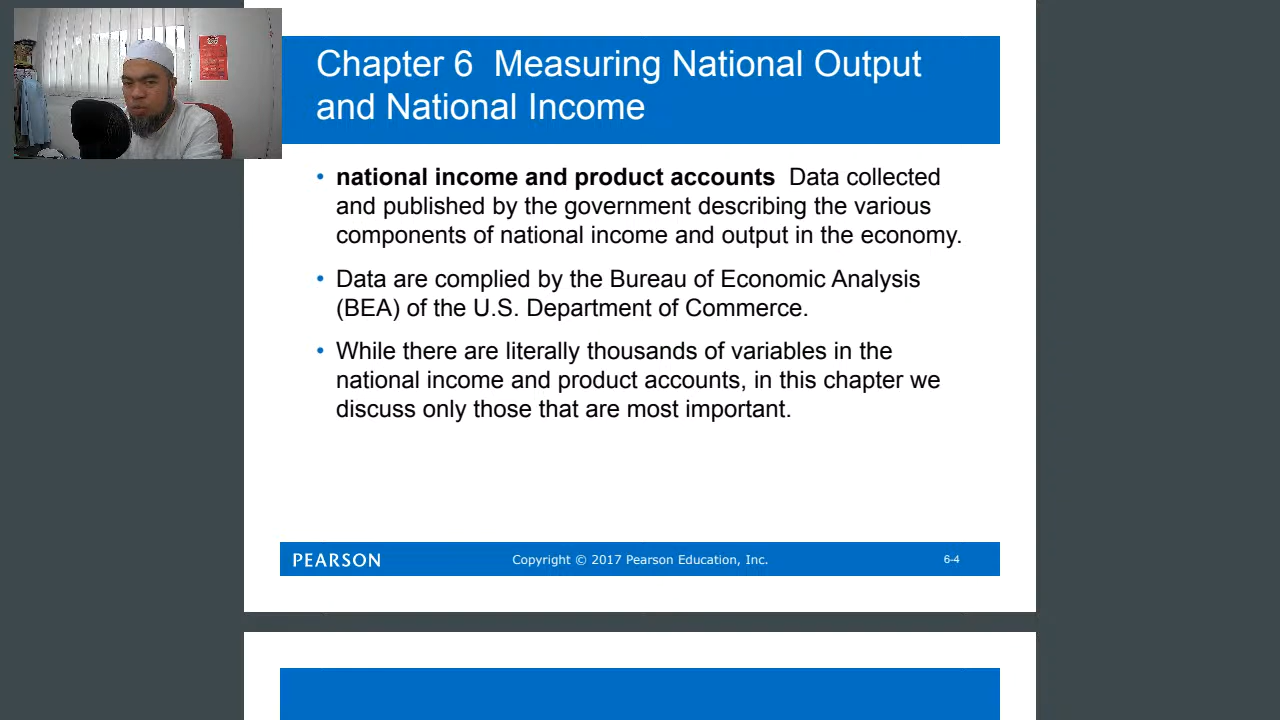 Chapter 6  Measuring National Output
and National Income
• national income and product accounts  Data collected
and published by the government describing the various
components of national income and output in the economy.
• Data are complied by the Bureau of Economic Analysis
(BEA) of the U.S. Department of Commerce.
• While there are literally thousands of variables in the
national income and product accounts, in this chapter we
discuss only those that are most important.
PEARSON
Copyright © 2017 Pearson Education, Inc.
6-4